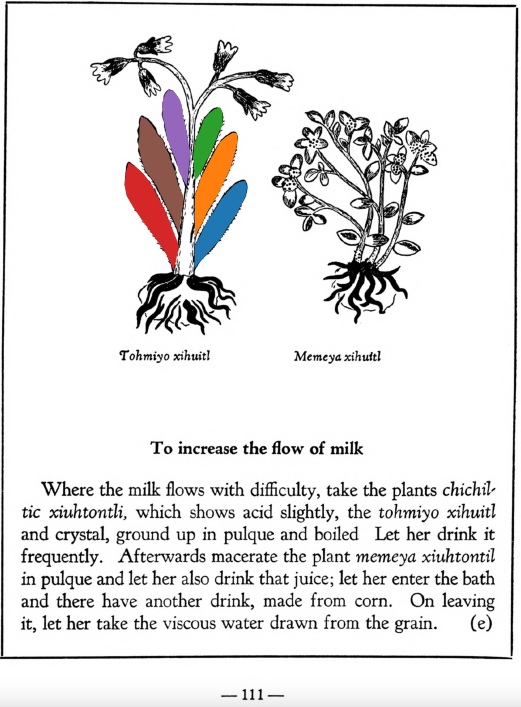 Tohmiyo xihuitl
Memeya xihuitl
To increase the flow of milk
Where the milk flows with difficulty, take the plants chichil-
tic xiuhtontli, which shows acid slightly, the tohmiyo xihuitl
and crystal, ground up in pulque and boiled Let her drink it
frequently. Afterwards macerate the plant memeya xiuhtontil
in pulque and let her also drink that juice; let her enter the bath
and there have another drink, made from corn. On leaving
it, let her take the viscous water drawn from the grain. (e)
— 111 —